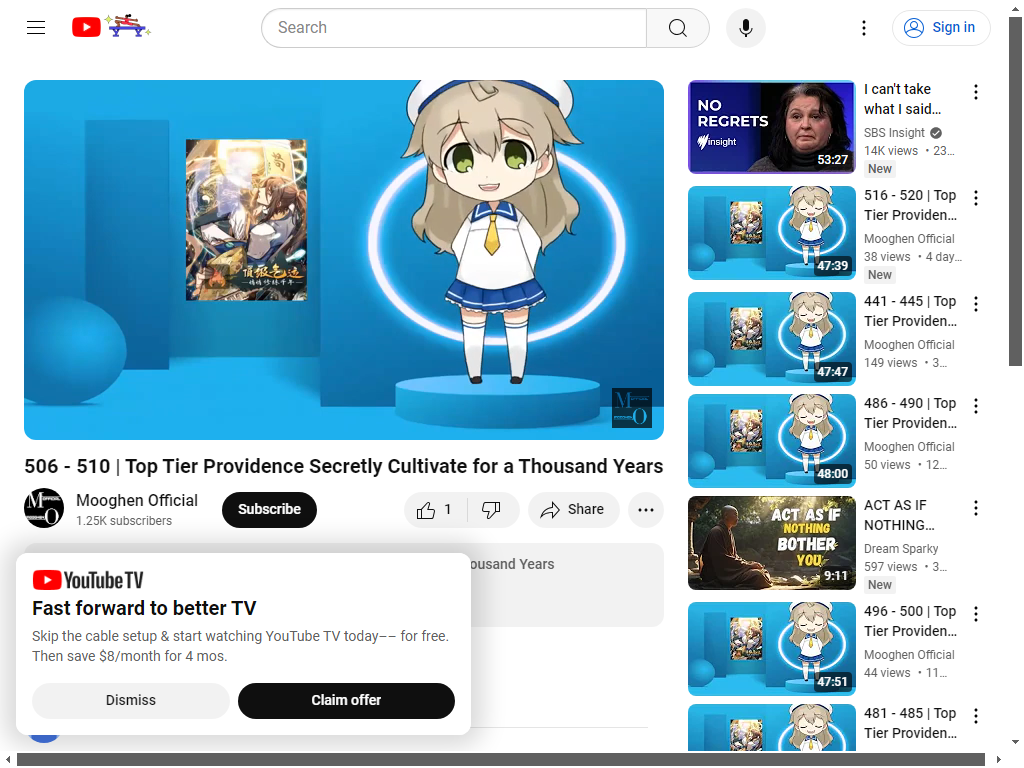 Search
Sign in
頂級氣運
506 - 510 | Top Tier Providence Secretly Cultivate for a Thousand Years
Mooghen Official
1.25K subscribers
Subscribe
1
Share
ousand Years
YouTube TV
Fast forward to better TV
Skip the cable setup & start watching YouTube TV today–– for free.
Then save $8/month for 4 mos.
Dismiss
Claim offer
NO
REGRETS
insight
53:27
I can't take
what I said…
SBS Insight
14K views • 23…
New
47:39
516 - 520 | Top
Tier Providen…
Mooghen Official
38 views • 4 day…
New
47:47
441 - 445 | Top
Tier Providen…
Mooghen Official
149 views • 3…
48:00
486 - 490 | Top
Tier Providen…
Mooghen Official
50 views • 12…
ACT AS IF
NOTHING
BOTHER
YOU
9:11
ACT AS IF
NOTHING…
Dream Sparky
597 views • 3…
New
47:51
496 - 500 | Top
Tier Providen…
Mooghen Official
44 views • 11…
481 - 485 | Top
Tier Providen…